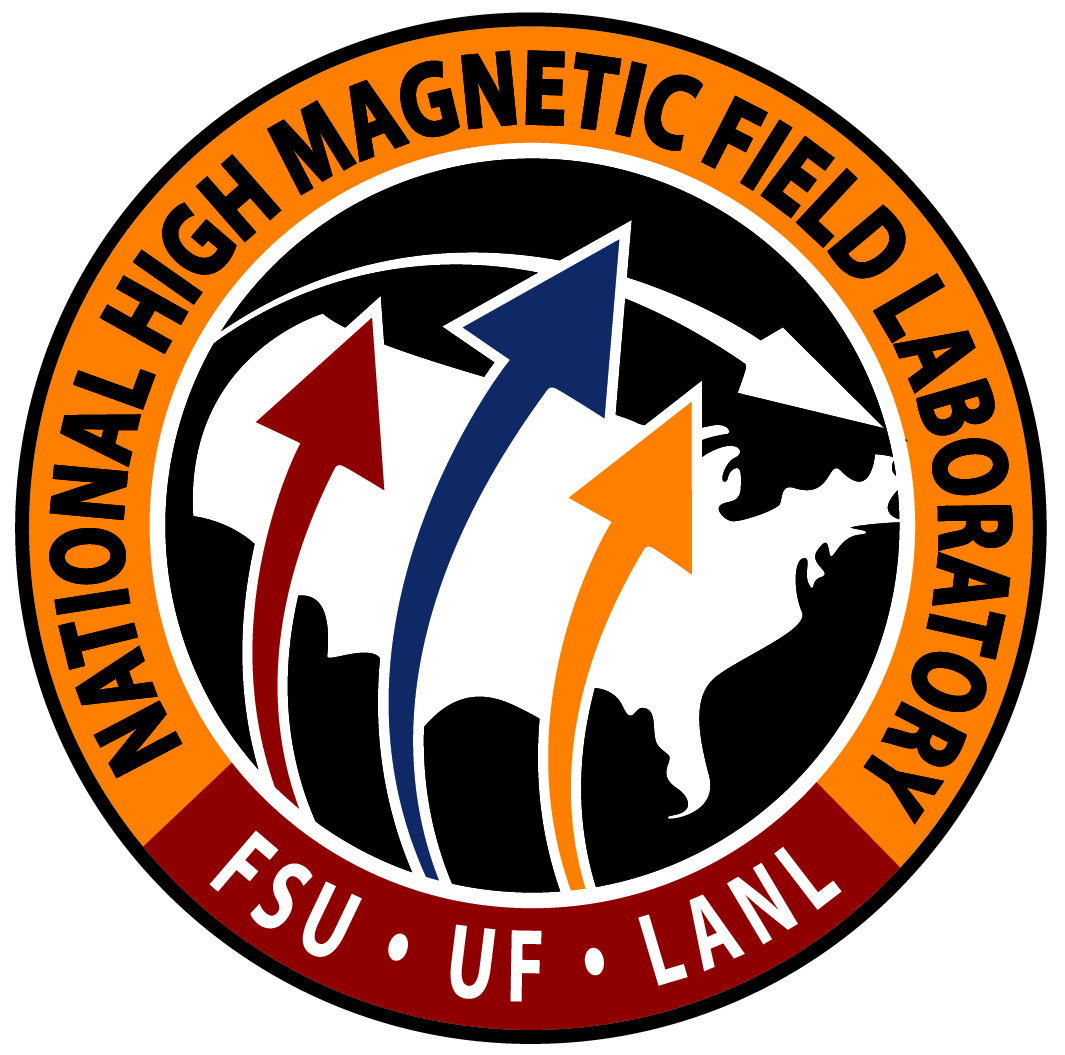 NATIONAL HIGH MAGNETIC FIELD LABORATORY
FSU • UF • LANL